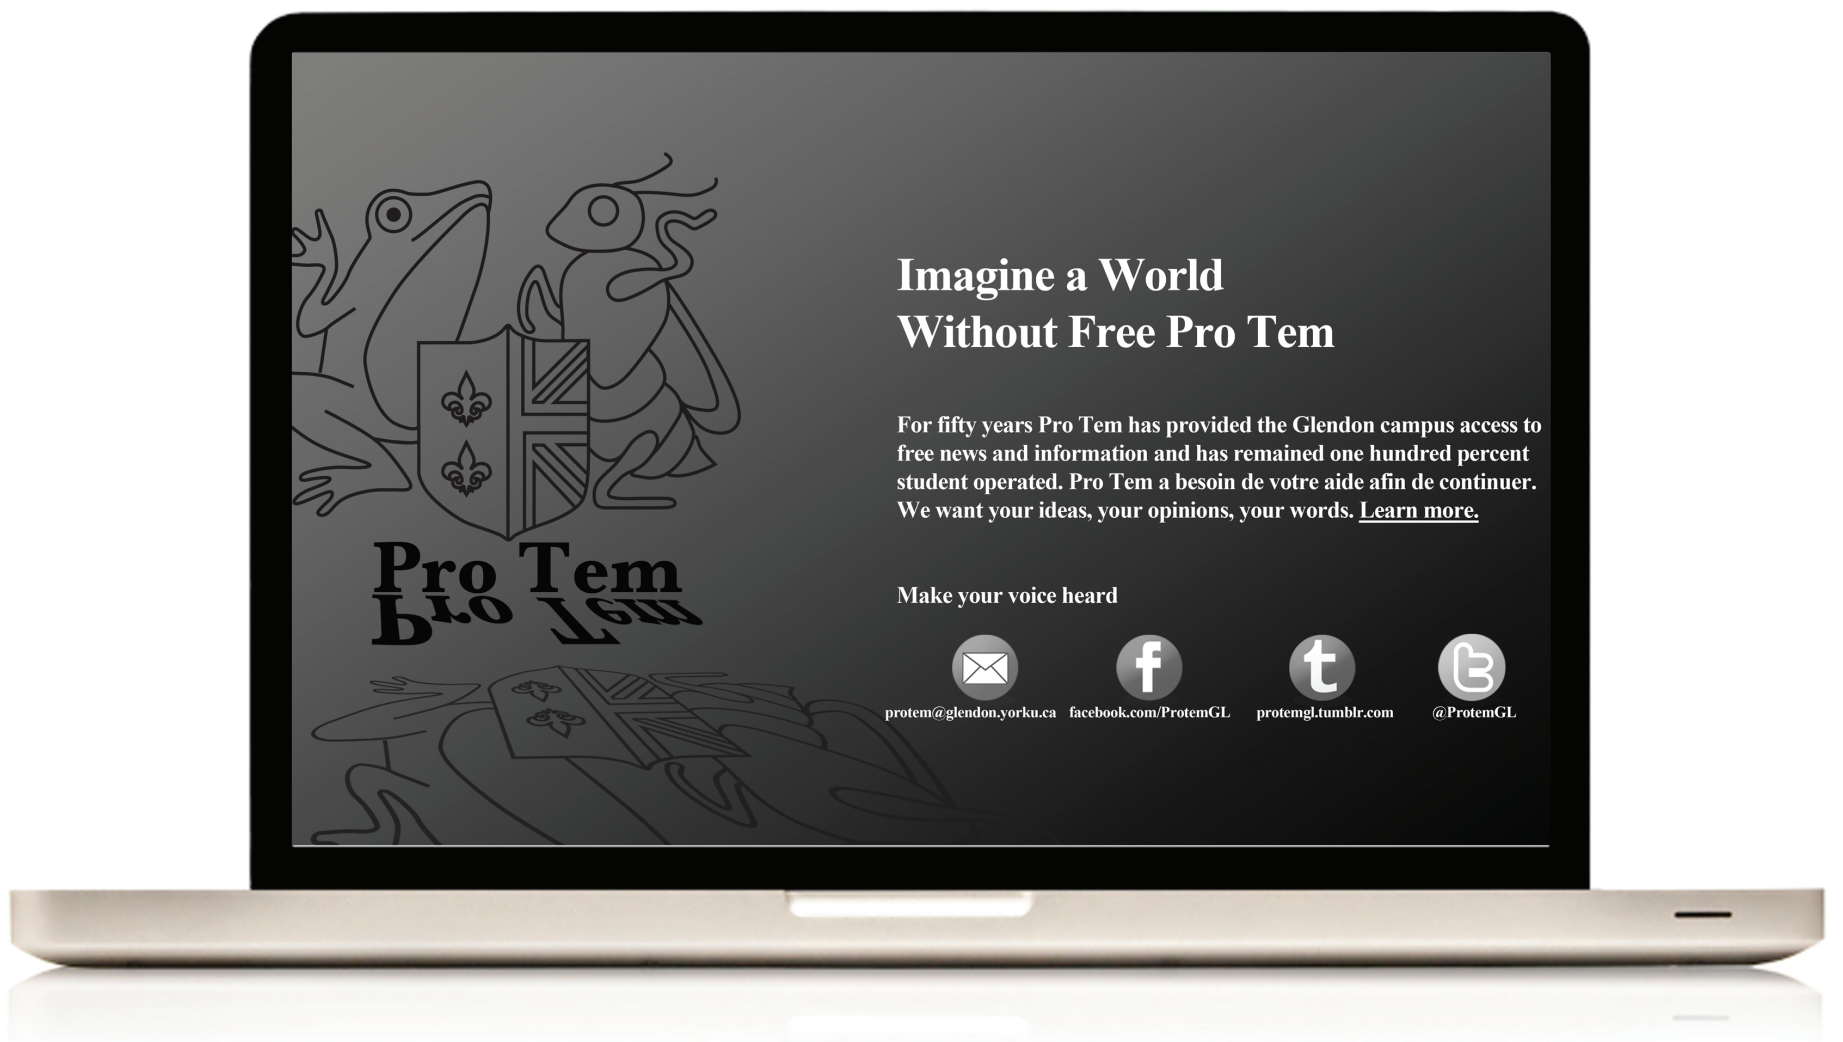 Imagine a World
Without Free Pro Tem
For fifty years Pro Tem has provided the Glendon campus access to
free news and information and has remained one hundred percent
student operated. Pro Tem a besoin de votre aide afin de continuer.
We want your ideas, your opinions, your words. Learn more.
Pro Tem
Pro Tem
Make your voice heard
f
t
t
protem@glendon.yorku.ca facebook.com/ProtemGL protemgl.tumblr.com @ProtemGL